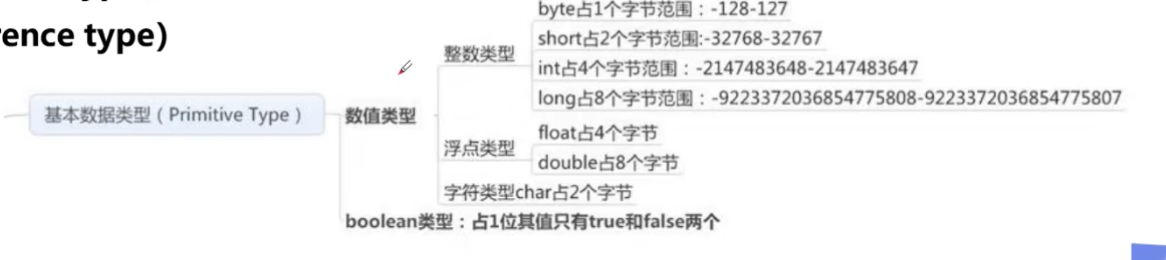 rence type)
byte占1个字节范围：-128-127
整数类型
short占2个字节范围:-32768-32767
int占4个字节范围：-2147483648-2147483647
long占8个字节范围：-9223372036854775808-9223372036854775807
基本数据类型（Primitive Type）
数值类型
浮点类型
float占4个字节
double占8个字节
字符类型char占2个字节
boolean类型：占1位其值只有true和false两个